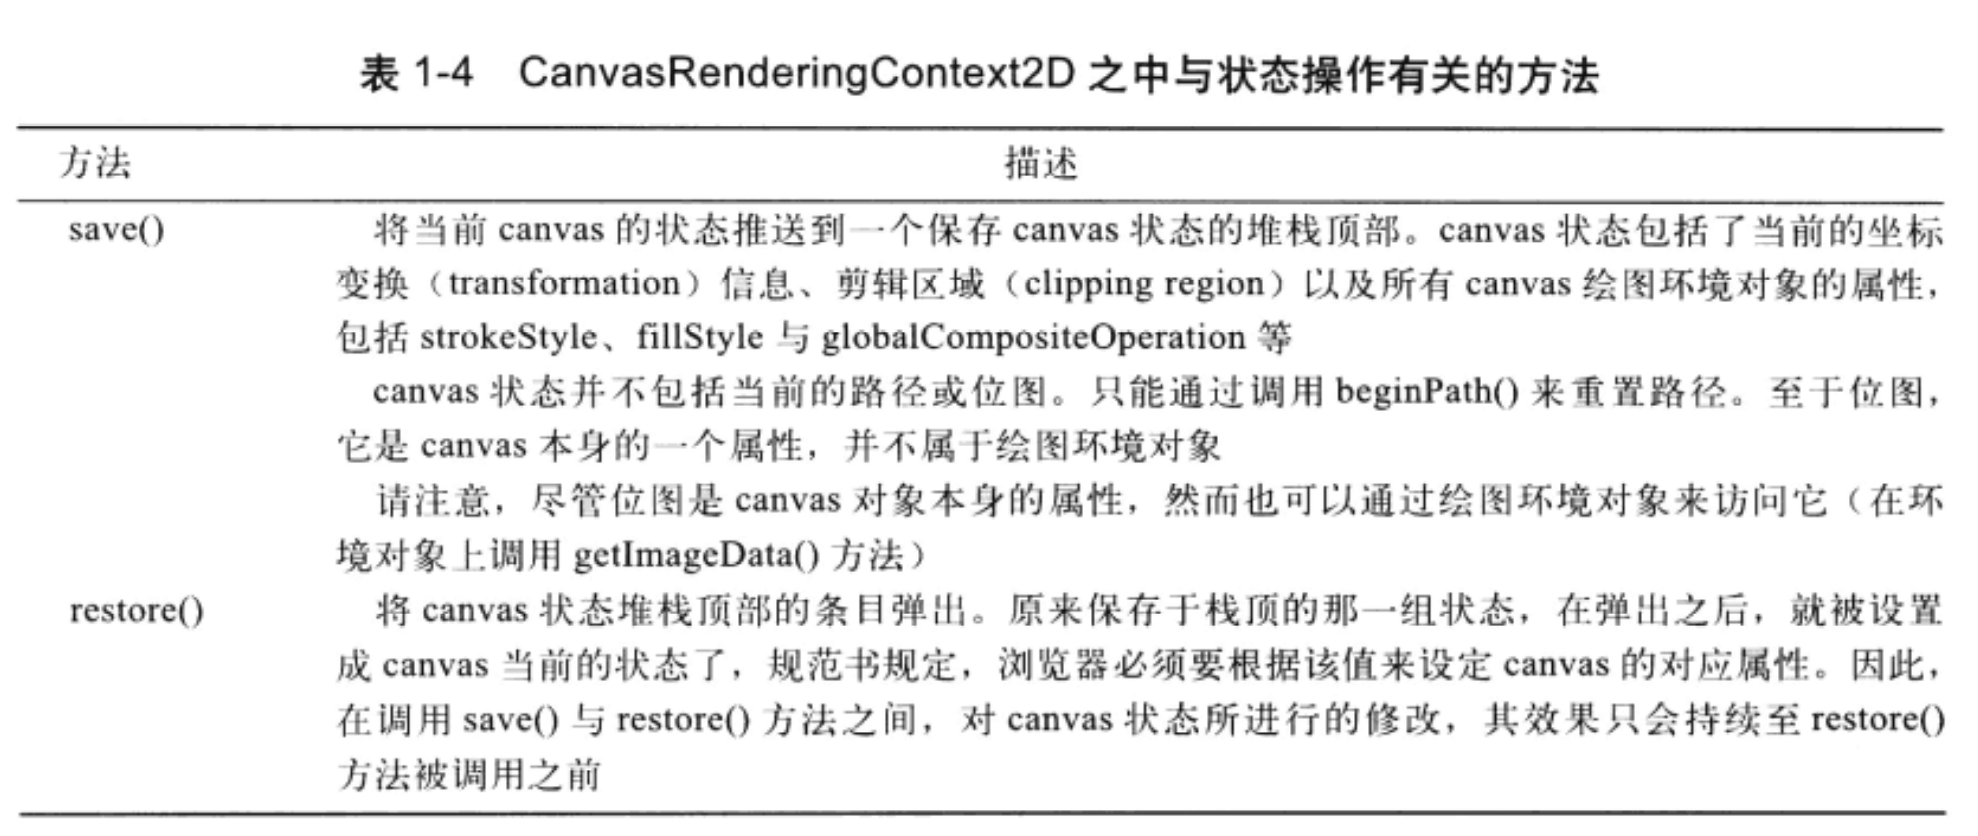 表 1-4 CanvasRenderingContext2D 之中与状态操作有关的方法
方法 描述
save() 将当前 canvas 的状态推送到一个保存 canvas 状态的堆栈顶部。canvas 状态包括了当前的坐标
变换（transformation）信息、剪辑区域（clipping region）以及所有 canvas 绘图环境对象的属性，
包括 strokeStyle、fillStyle 与 globalCompositeOperation 等
canvas 状态并不包括当前的路径或位图。只能通过调用 beginPath() 来重置路径。至于位图，
它是 canvas 本身的一个属性，并不属于绘图环境对象
请注意，尽管位图是 canvas 对象本身的属性，然而也可以通过绘图环境对象来访问它（在环
境对象上调用 getImageData() 方法）
restore() 将 canvas 状态堆栈顶部的条目弹出。原来保存于栈顶的那一组状态，在弹出之后，就被设置
成 canvas 当前的状态了，规范书规定，浏览器必须要根据该值来设定 canvas 的对应属性。因此，
在调用 save() 与 restore() 方法之间，对 canvas 状态所进行的修改，其效果只会持续至 restore()
方法被调用之前